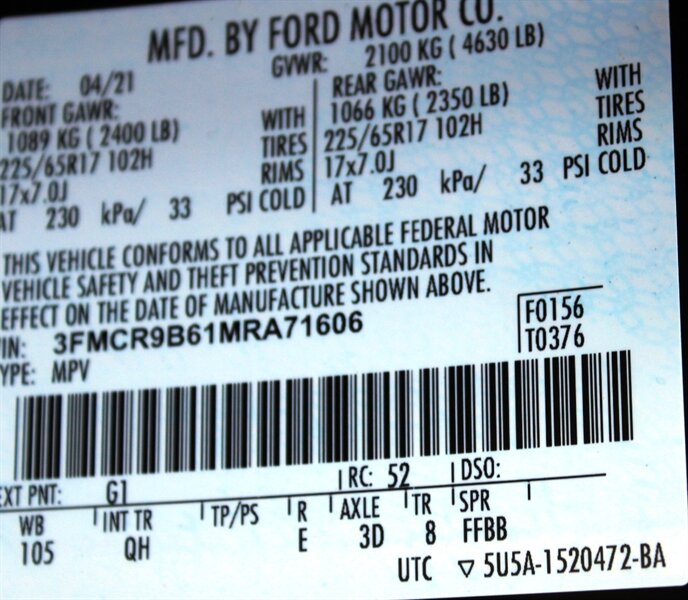 MFD. BY FORD MOTOR CO.
DATE: 04/21 GVWR: 2100 KG ( 4630 LB)
FRONT GAWR: REAR GAWR:
1089 KG ( 2400 LB) WITH 1066 KG ( 2350 LB) WITH
225/65R17 102H TIRES 225/65R17 102H TIRES
17x7.0J RIMS 17x7.0J RIMS
AT 230 kPa/ 33 PSI COLD AT 230 kPa/ 33 PSI COLD
THIS VEHICLE CONFORMS TO ALL APPLICABLE FEDERAL MOTOR
VEHICLE SAFETY AND THEFT PREVENTION STANDARDS IN
EFFECT ON THE DATE OF MANUFACTURE SHOWN ABOVE.
VIN: 3FMCR9B61MRA71606 F0156
TYPE: MPV T0376
EXT PNT: G1 RC: 52 DSO:
WB INT TR TP/PS R AXLE TR SPR
105 QH E 3D 8 FFBB
UTC ▽ 5U5A-1520472-BA